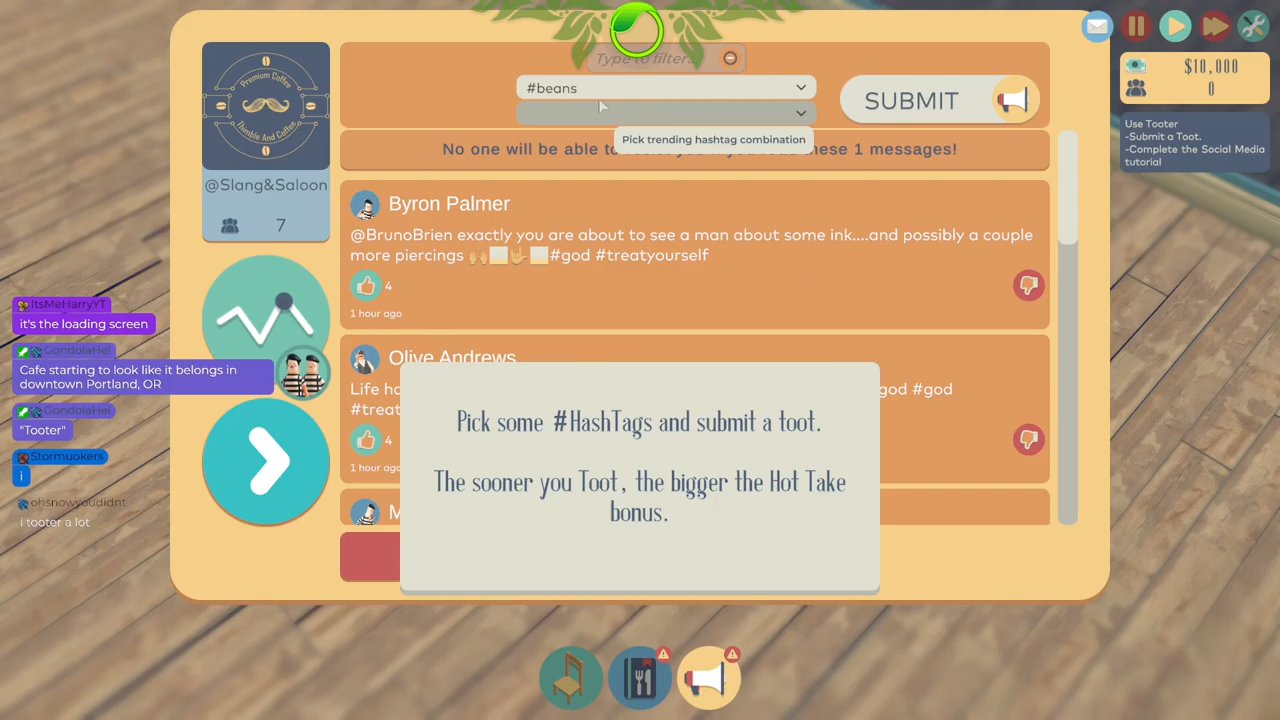 Type to filter...
#beans
SUBMIT
Pick trending hashtag combination
$10,000
0
Use Tooter
-Submit a Toot.
-Complete the Social Media
tutorial
Premium Coffee
Thimble And Coffee
@Slang&Saloon
7
No one will be able to
these 1 messages!
Byron Palmer
@BrunoBrien exactly you are about to see a man about some ink....and possibly a couple
more piercings 🙌🏼⬜🤟🏼⬜#god #treatyourself
4
1 hour ago
Olive Andrews
Life
god #god
#treat
4
1 hour ago
M
Pick some #HashTags and submit a toot.
The sooner you Toot, the bigger the Hot Take
bonus.
ItsMeHarryYT
it's the loading screen
GondolaHel
Cafe starting to look like it belongs in
downtown Portland, OR
GondolaHel
"Tooter"
Stormuokers
i
ohsnowyoudidnt
i tooter a lot